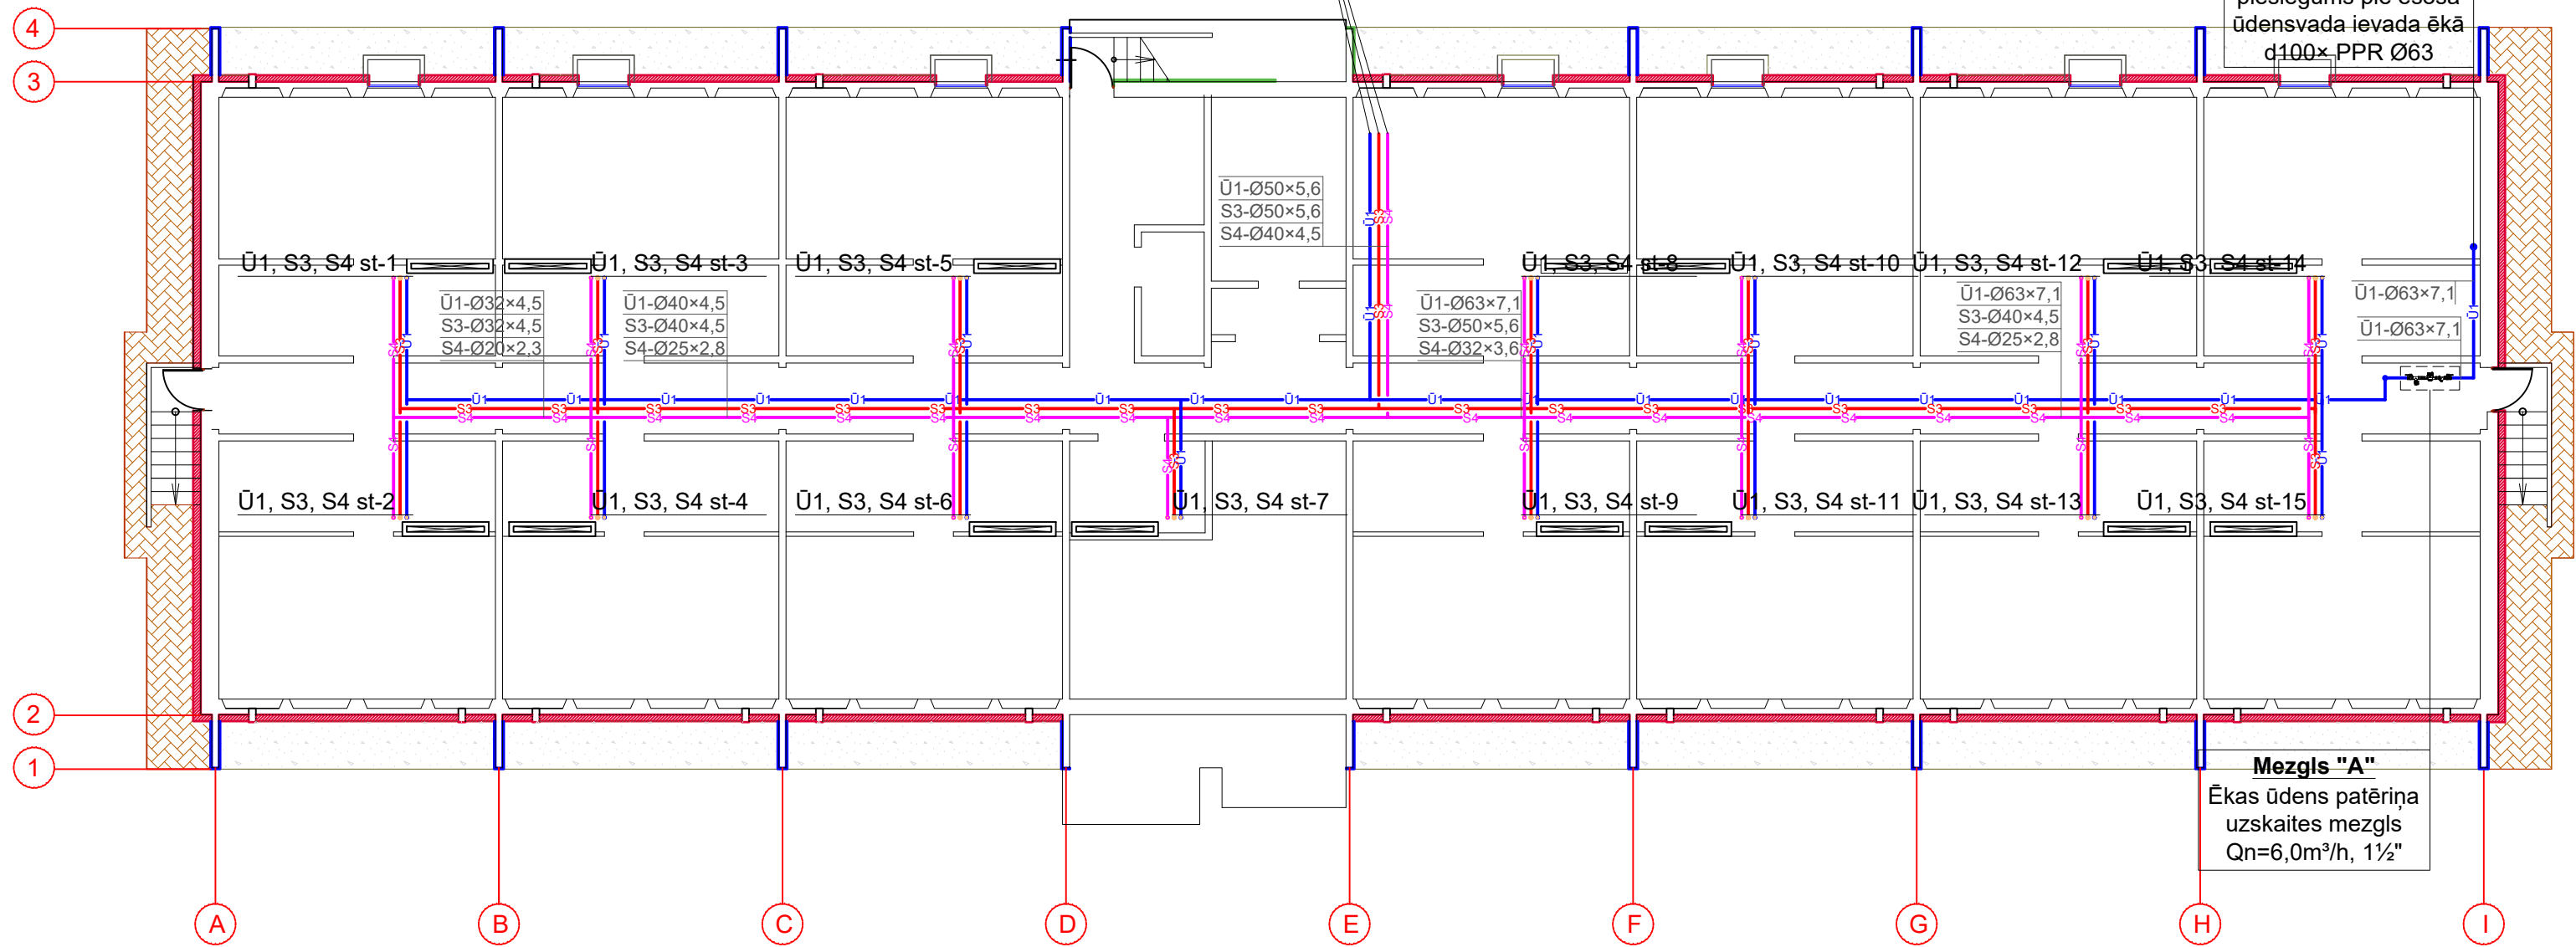 piesiēgums pie esošā
ūdensvada ievada ēkā
d100× PPR Ø63
4
3
Ū1-Ø50×5,6
S3-Ø50×5,6
S4-Ø40×4,5
Ū1, S3, S4 st-1
Ū1, S3, S4 st-3
Ū1, S3, S4 st-5
Ū1, S3, S4 st-8
Ū1, S3, S4 st-10
Ū1, S3, S4 st-12
Ū1, S3, S4 st-14
Ū1-Ø32×4,5
S3-Ø32×4,5
S4-Ø20×2,3
Ū1-Ø40×4,5
S3-Ø40×4,5
S4-Ø25×2,8
Ū1-Ø63×7,1
S3-Ø50×5,6
S4-Ø32×3,6
Ū1-Ø63×7,1
S3-Ø40×4,5
S4-Ø25×2,8
Ū1-Ø63×7,1
Ū1-Ø63×7,1
Ū1, S3, S4 st-2
Ū1, S3, S4 st-4
Ū1, S3, S4 st-6
Ū1, S3, S4 st-7
Ū1, S3, S4 st-9
Ū1, S3, S4 st-11
Ū1, S3, S4 st-13
Ū1, S3, S4 st-15
2
1
Mezgls "A"
Ēkas ūdens patēriņa
uzskaites mezgls
Qn=6,0m³/h, 1½"
A
B
C
D
E
F
G
H
I